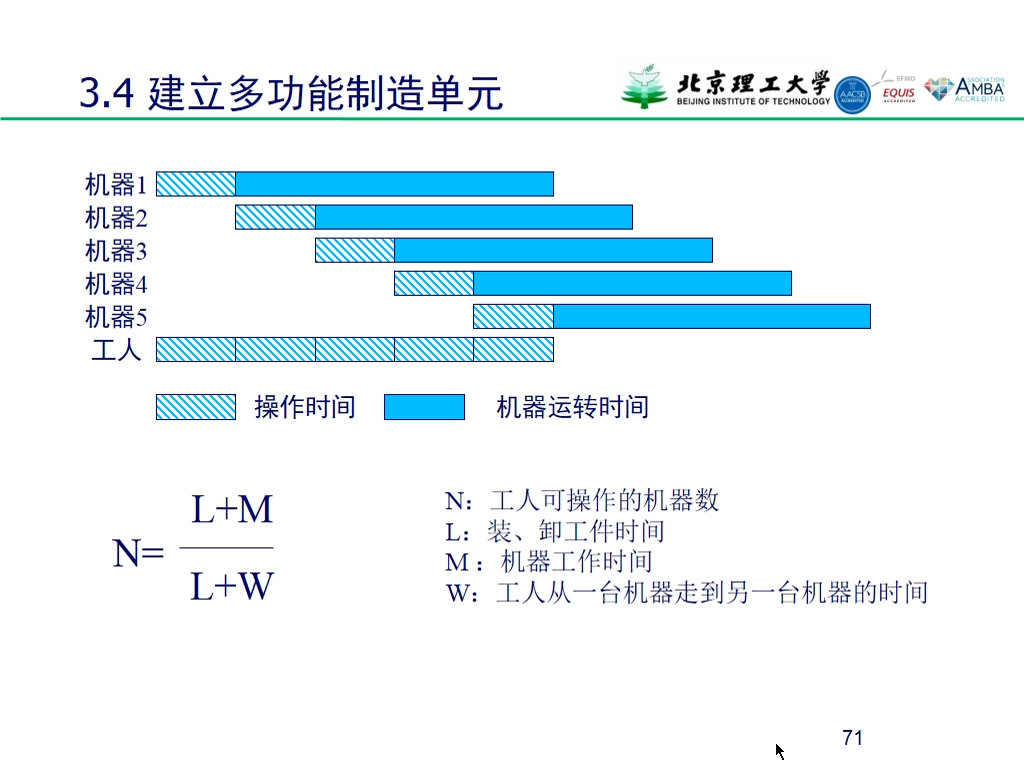 3.4 建立多功能制造单元
北京理工大学
BEIJING INSTITUTE OF TECHNOLOGY
AACSB
ACCREDITED
EFMD
EQUIS
ACCREDITED
ASSOCIATION
AMBA
ACCREDITED
机器1
机器2
机器3
机器4
机器5
工人
操作时间 机器运转时间
L+M
N=
L+W
N：工人可操作的机器数
L：装、卸工件时间
M：机器工作时间
W：工人从一台机器走到另一台机器的时间
71